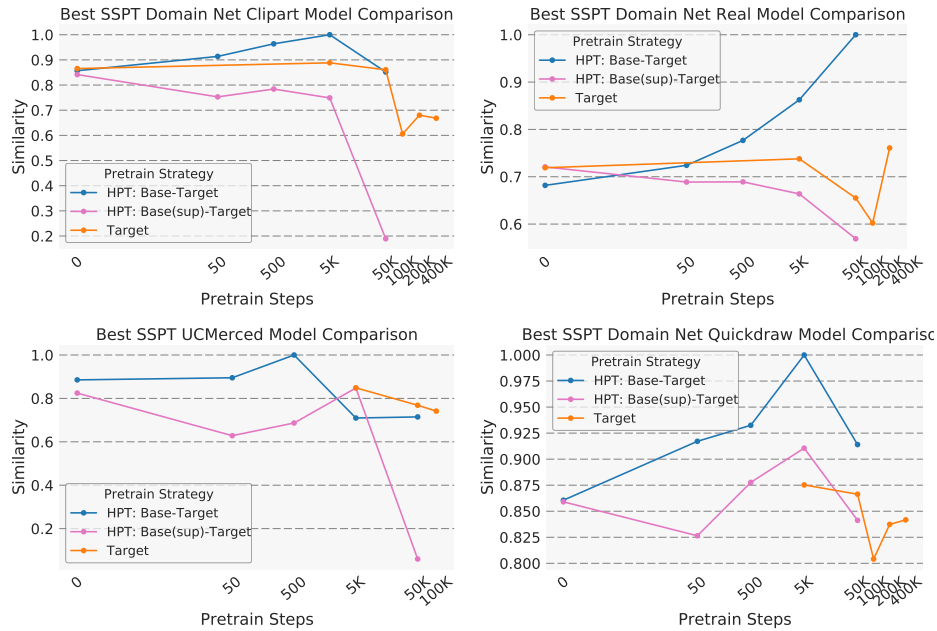 Best SSPT Domain Net Clipart Model Comparison
1.0
0.9
0.8
0.7
0.6
0.5
0.4
0.3
0.2
Similarity
Pretrain Strategy
HPT: Base-Target
HPT: Base(sup)-Target
Target
0
50
500
5K
50K
100K
200K
400K
Pretrain Steps
Best SSPT Domain Net Real Model Comparison
1.0
0.9
0.8
0.7
0.6
Similarity
Pretrain Strategy
HPT: Base-Target
HPT: Base(sup)-Target
Target
0
50
500
5K
50K
100K
200K
400K
Pretrain Steps
Best SSPT UCMerced Model Comparison
1.0
0.8
0.6
0.4
0.2
Similarity
Pretrain Strategy
HPT: Base-Target
HPT: Base(sup)-Target
Target
0
50
500
5K
50K
100K
Pretrain Steps
Best SSPT Domain Net Quickdraw Model Comparisc
1.000
0.975
0.950
0.925
0.900
0.875
0.850
0.825
0.800
Similarity
Pretrain Strategy
HPT: Base-Target
HPT: Base(sup)-Target
Target
0
50
500
5K
50K
100K
200K
400K
Pretrain Steps